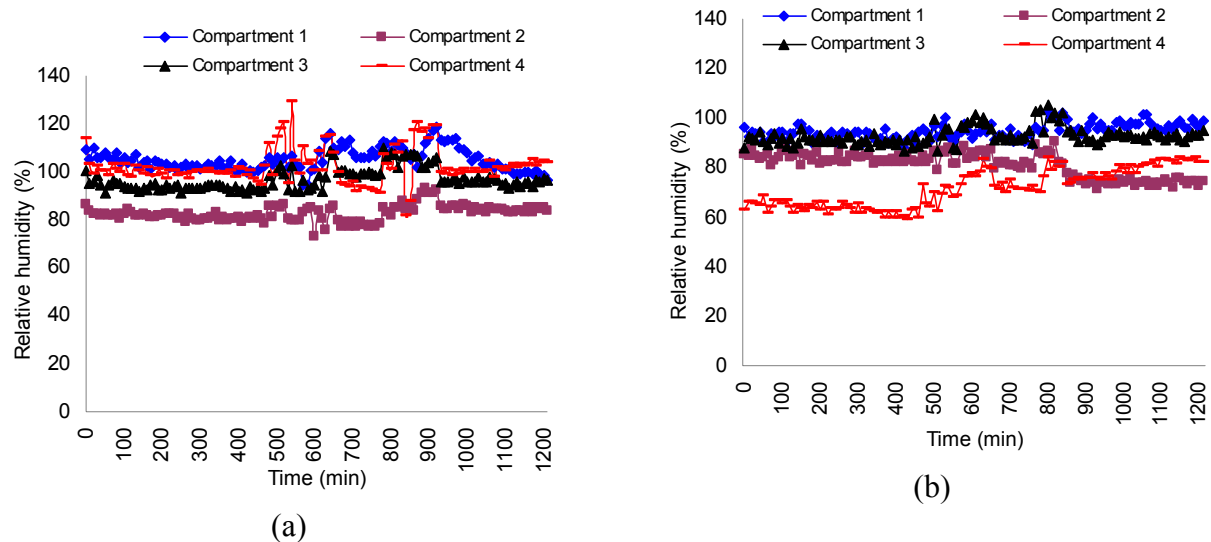 Compartment 1 Compartment 2
Compartment 3 Compartment 4
140
120
100
80
60
40
20
0
Relative humidity (%)
0 100 200 300 400 500 600 700 800 900 1000 1100 1200
Time (min)
(a)
Compartment 1 Compartment 2
Compartment 3 Compartment 4
140
120
100
80
60
40
20
0
Relative humidity (%)
0 100 200 300 400 500 600 700 800 900 1000 1100 1200
Time (min)
(b)